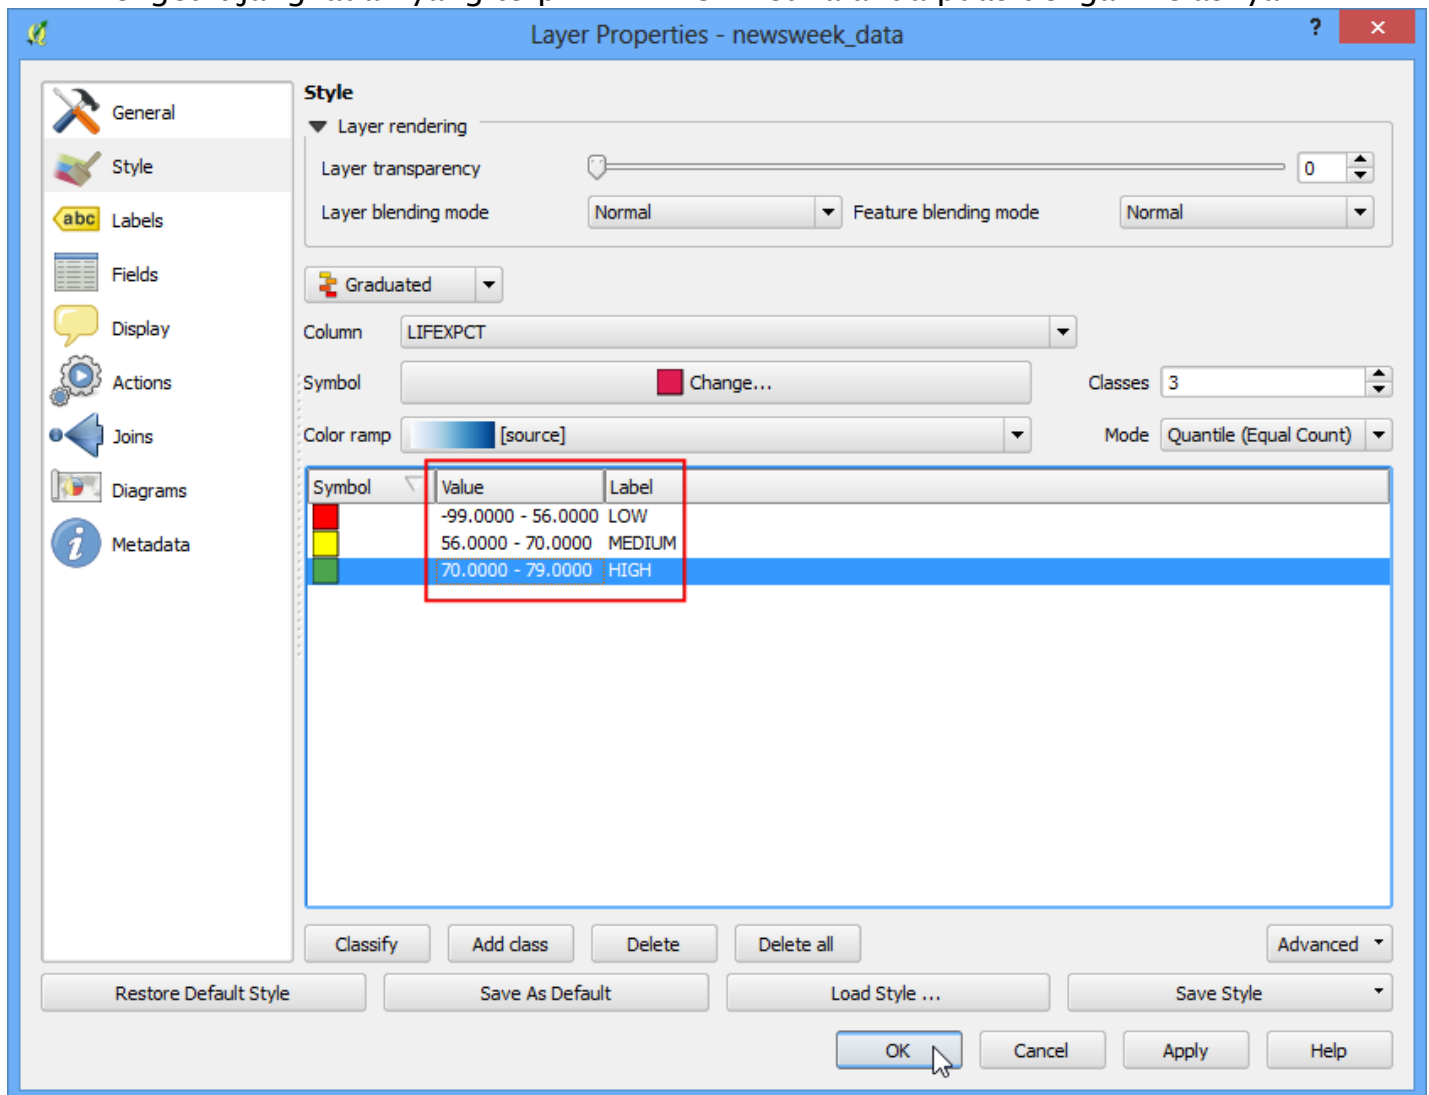 Layer Properties - newsweek_data ? ×
General
Style
Labels
Fields
Display
Actions
Joins
Diagrams
Metadata
abc
Style
Layer rendering
Layer transparency 0
Layer blending mode Normal Feature blending mode Normal
Graduated
Column LIFEXPCT
Symbol Change... Classes 3
Color ramp [source] Mode Quantile (Equal Count)
Symbol Value Label
-99.0000 - 56.0000 LOW
56.0000 - 70.0000 MEDIUM
70.0000 - 79.0000 HIGH
Classify Add class Delete Delete all Advanced
Restore Default Style Save As Default Load Style ... Save Style
OK Cancel Apply Help